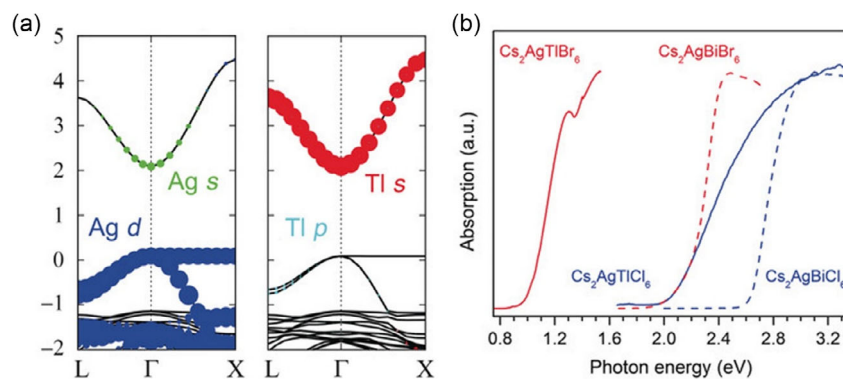 (a)
5
4
3
2
1
0
−1
−2
Ag s
Ag d
L Γ X
Tl s
Tl p
L Γ X
(b)
Cs₂AgTlBr₆
Cs₂AgBiBr₆
Cs₂AgTlCl₆
Cs₂AgBiCl₆
Absorption (a.u.)
0.8 1.2 1.6 2.0 2.4 2.8 3.2
Photon energy (eV)